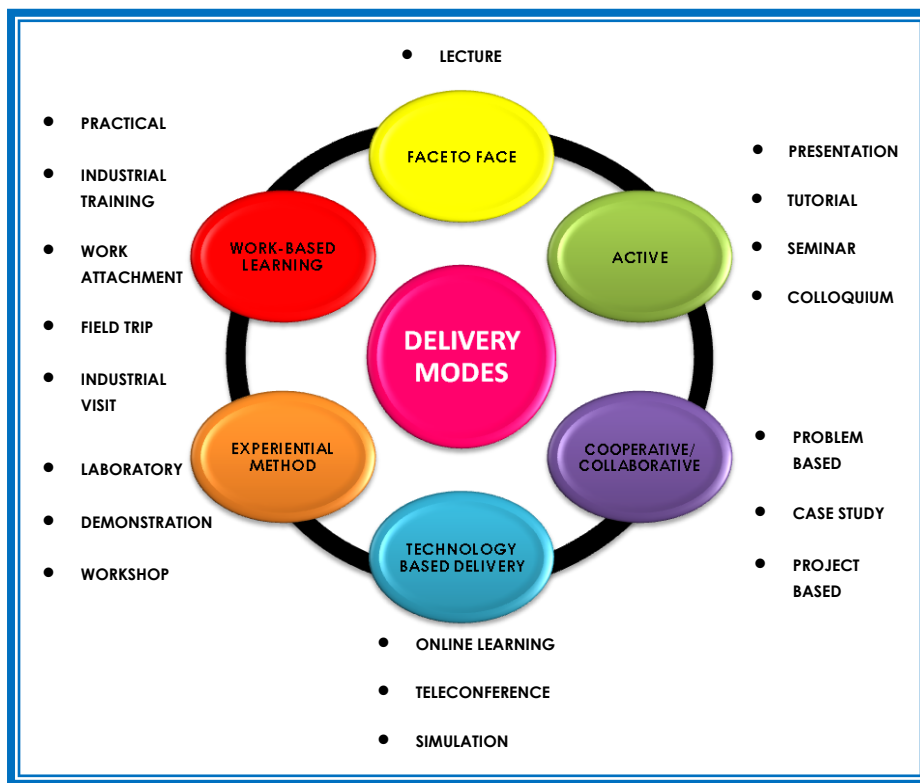 LECTURE
FACE TO FACE
PRESENTATION
TUTORIAL
SEMINAR
COLLOQUIUM
ACTIVE
PRACTICAL
INDUSTRIAL
TRAINING
WORK
ATTACHMENT
FIELD TRIP
INDUSTRIAL
VISIT
WORK-BASED
LEARNING
DELIVERY
MODES
EXPERIENTIAL
METHOD
LABORATORY
DEMONSTRATION
WORKSHOP
COOPERATIVE/
COLLABORATIVE
PROBLEM
BASED
CASE STUDY
PROJECT
BASED
TECHNOLOGY
BASED DELIVERY
ONLINE LEARNING
TELECONFERENCE
SIMULATION